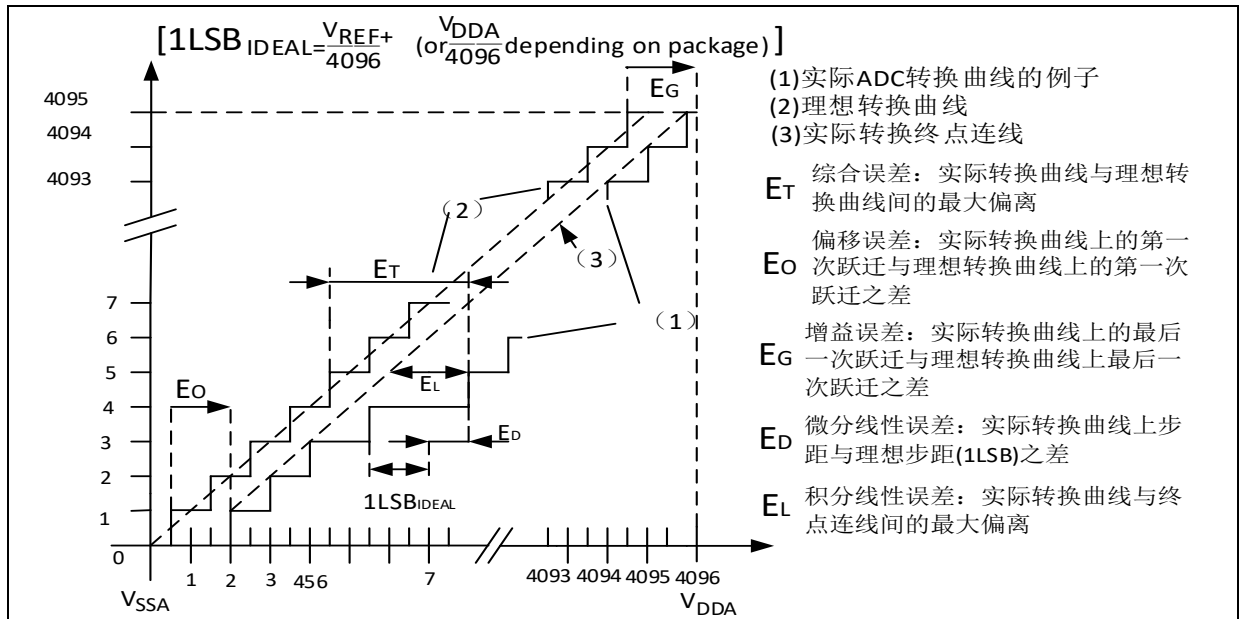 [1LSB IDEAL=VREF+/4096 (or VDDA/4096 depending on package)]
EG
4095
4094
4093
(2)
(3)
ET
(1)
7
6
5
4
3
2
1
0
EO
EL
ED
1LSBIDEAL
1 2 3 456 7 4093 4094 4095 4096
VSSA
VDDA
(1)实际ADC转换曲线的例子
(2)理想转换曲线
(3)实际转换终点连线
ET 综合误差：实际转换曲线与理想转
换曲线间的最大偏离
EO 偏移误差：实际转换曲线上的第一
次跃迁与理想转换曲线上的第一次
跃迁之差
EG 增益误差：实际转换曲线上的最后
一次跃迁与理想转换曲线上最后一
次跃迁之差
ED 微分线性误差：实际转换曲线上步
距与理想步距(1LSB)之差
EL 积分线性误差：实际转换曲线与终
点连线间的最大偏离